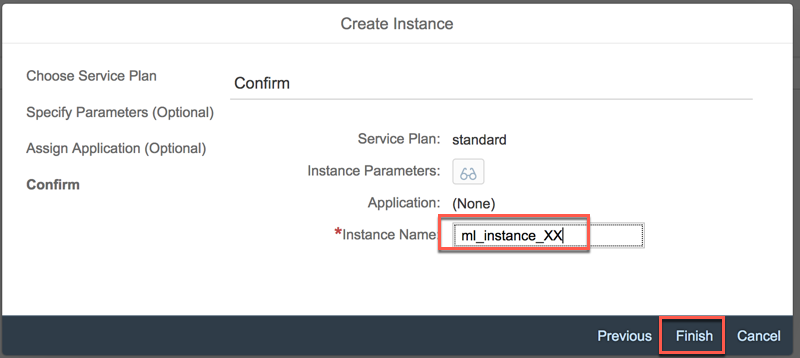 Create Instance
Choose Service Plan
Specify Parameters (Optional)
Assign Application (Optional)
Confirm
Confirm
Service Plan: standard
Instance Parameters:
Application: (None)
*Instance Name: ml_instance_XX
Previous Finish Cancel